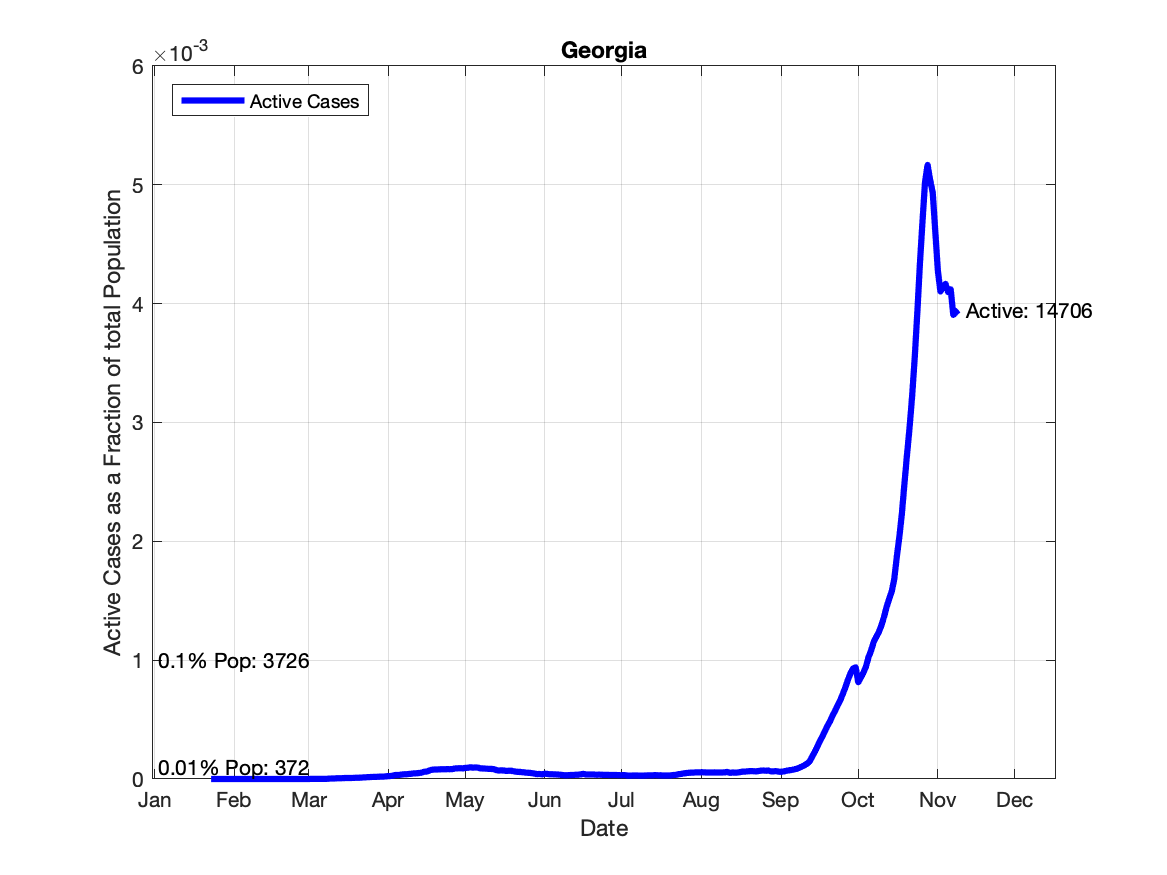 Georgia
×10-3
Active Cases
6
5
4
3
2
1
0
Active Cases as a Fraction of total Population
Active: 14706
0.1% Pop: 3726
0.01% Pop: 372
Jan Feb Mar Apr May Jun Jul Aug Sep Oct Nov Dec
Date